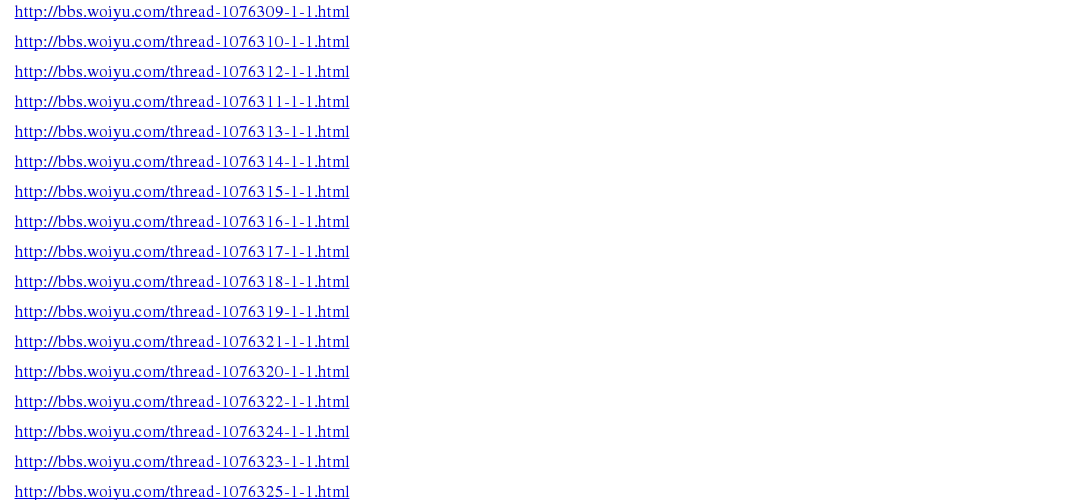 http://bbs.woiyu.com/thread-1076309-1-1.html
http://bbs.woiyu.com/thread-1076310-1-1.html
http://bbs.woiyu.com/thread-1076312-1-1.html
http://bbs.woiyu.com/thread-1076311-1-1.html
http://bbs.woiyu.com/thread-1076313-1-1.html
http://bbs.woiyu.com/thread-1076314-1-1.html
http://bbs.woiyu.com/thread-1076315-1-1.html
http://bbs.woiyu.com/thread-1076316-1-1.html
http://bbs.woiyu.com/thread-1076317-1-1.html
http://bbs.woiyu.com/thread-1076318-1-1.html
http://bbs.woiyu.com/thread-1076319-1-1.html
http://bbs.woiyu.com/thread-1076321-1-1.html
http://bbs.woiyu.com/thread-1076320-1-1.html
http://bbs.woiyu.com/thread-1076322-1-1.html
http://bbs.woiyu.com/thread-1076324-1-1.html
http://bbs.woiyu.com/thread-1076323-1-1.html
http://bbs.woiyu.com/thread-1076325-1-1.html